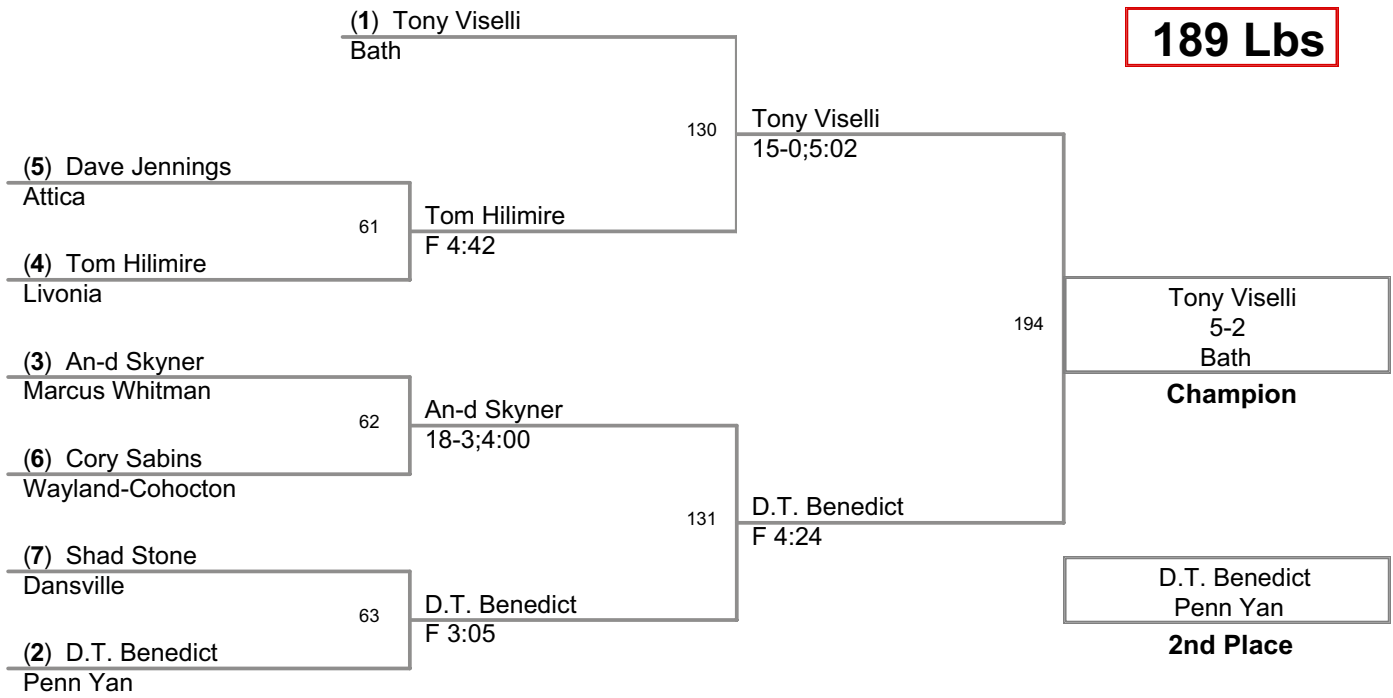 (1) Tony Viselli
Bath
189 Lbs
130
Tony Viselli
15-0;5:02
(5) Dave Jennings
Attica
61
Tom Hilimire
F 4:42
(4) Tom Hilimire
Livonia
194
Tony Viselli
5-2
Bath
Champion
(3) An-d Skyner
Marcus Whitman
62
An-d Skyner
18-3;4:00
(6) Cory Sabins
Wayland-Cohocton
131
D.T. Benedict
F 4:24
(7) Shad Stone
Dansville
63
D.T. Benedict
F 3:05
(2) D.T. Benedict
Penn Yan
D.T. Benedict
Penn Yan
2nd Place